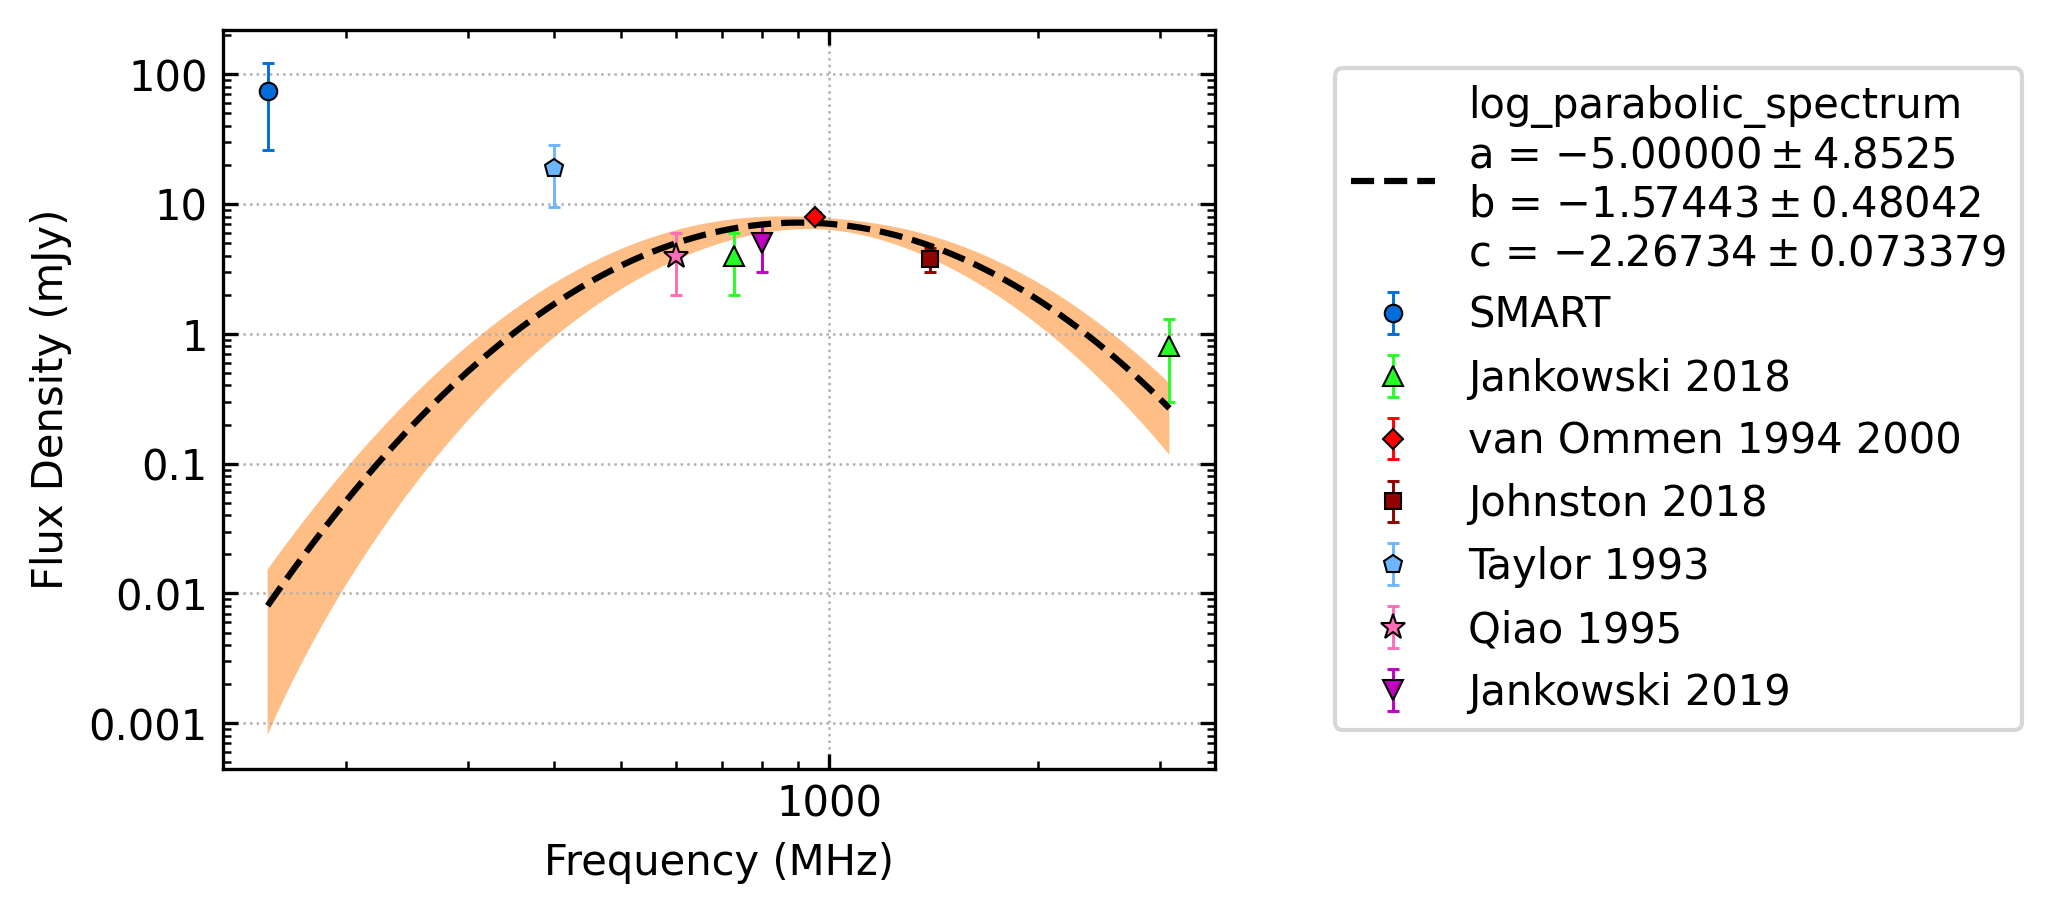 100
10
1
0.1
0.01
0.001
Flux Density (mJy)
1000
Frequency (MHz)
log_parabolic_spectrum
a = −5.00000 ± 4.8525
b = −1.57443 ± 0.48042
c = −2.26734 ± 0.073379
SMART
Jankowski 2018
van Ommen 1994 2000
Johnston 2018
Taylor 1993
Qiao 1995
Jankowski 2019